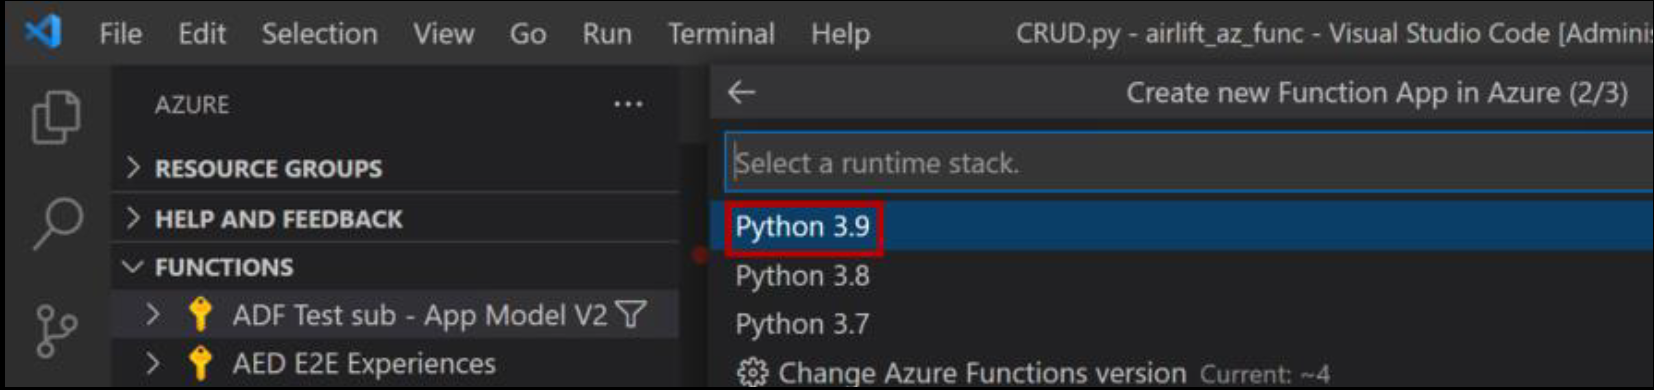 File Edit Selection View Go Run Terminal Help CRUD.py - airlift_az_func - Visual Studio Code [Adminis
AZURE ...
Create new Function App in Azure (2/3)
Select a runtime stack.
RESOURCE GROUPS
HELP AND FEEDBACK
FUNCTIONS
ADF Test sub - App Model V2
AED E2E Experiences
Python 3.9
Python 3.8
Python 3.7
Change Azure Functions version Current: ~4